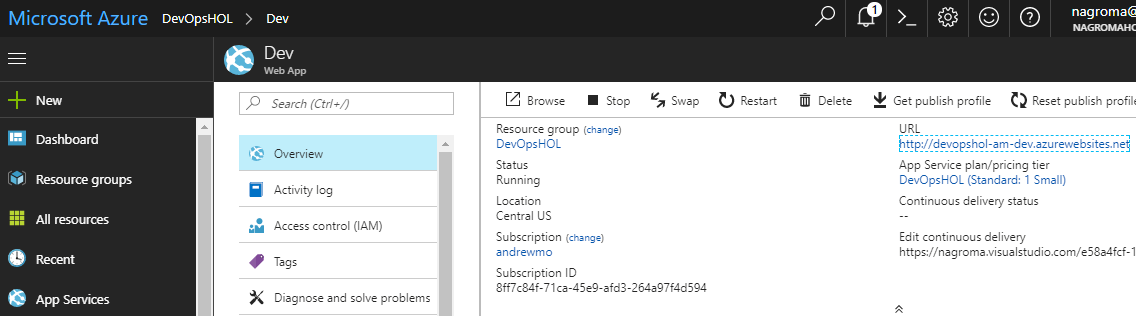 Microsoft Azure DevOpsHOL > Dev
1
nagroma@
NAGROMAHO
Dev
Web App
New
Dashboard
Resource groups
All resources
Recent
App Services
Search (Ctrl+/)
Overview
Activity log
Access control (IAM)
Tags
Diagnose and solve problems
Browse Stop Swap Restart Delete Get publish profile Reset publish profile
Resource group (change)
DevOpsHOL
Status
Running
Location
Central US
Subscription (change)
andrewmo
Subscription ID
8ff7c84f-71ca-45e9-afd3-264a97f4d594
URL
http://devopshol-am-dev.azurewebsites.net
App Service plan/pricing tier
DevOpsHOL (Standard: 1 Small)
Continuous delivery status
--
Edit continuous delivery
https://nagroma.visualstudio.com/e58a4fcf-1